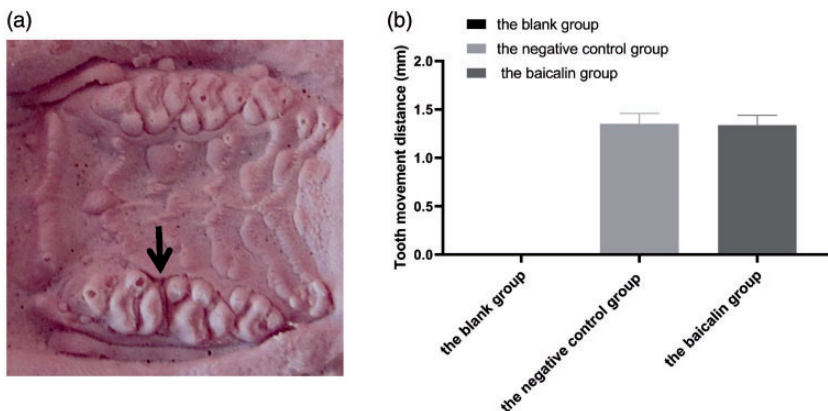 (a)
(b)
the blank group
the negative control group
the baicalin group
Tooth movement distance (mm)
2.0
1.5
1.0
0.5
0.0
the blank group
the negative control group
the baicalin group